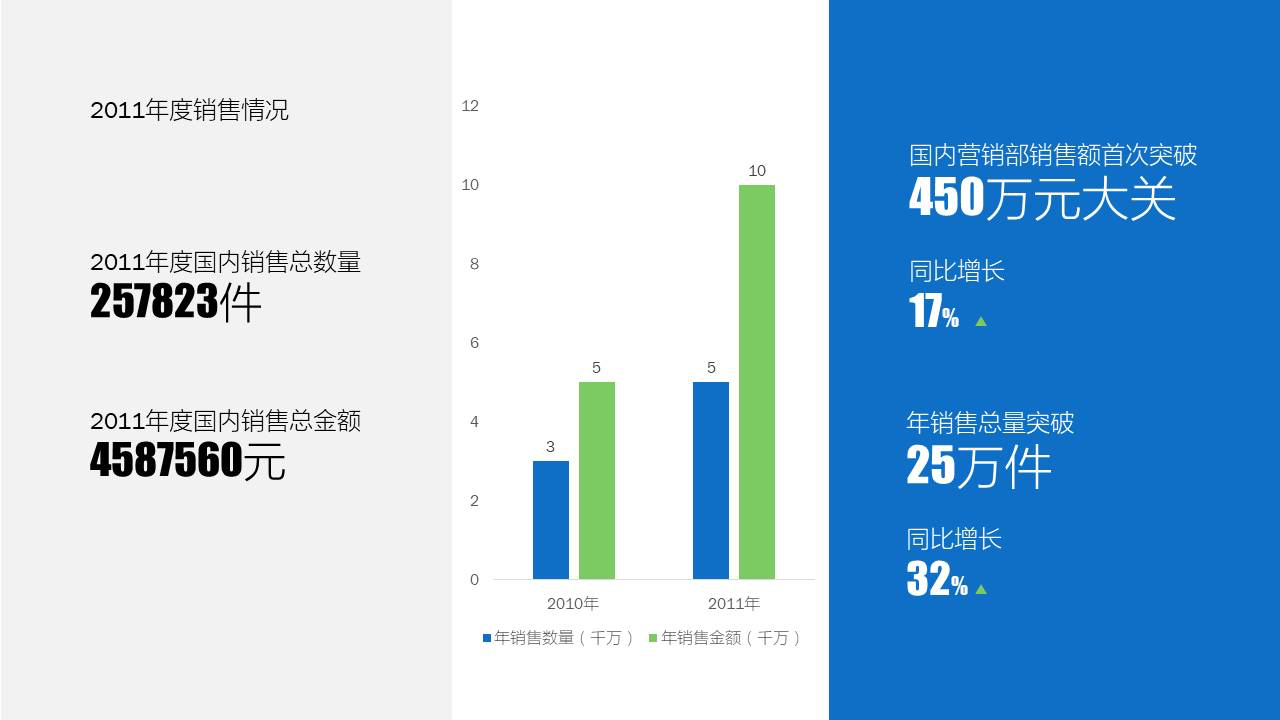 2011年度销售情况
2011年度国内销售总数量
257823件
2011年度国内销售总金额
4587560元
12
10
8
6
4
2
0
3
5
5
10
2010年
2011年
年销售数量（千万）
年销售金额（千万）
国内营销部销售额首次突破
450万元大关
同比增长
17%
年销售总量突破
25万件
同比增长
32%